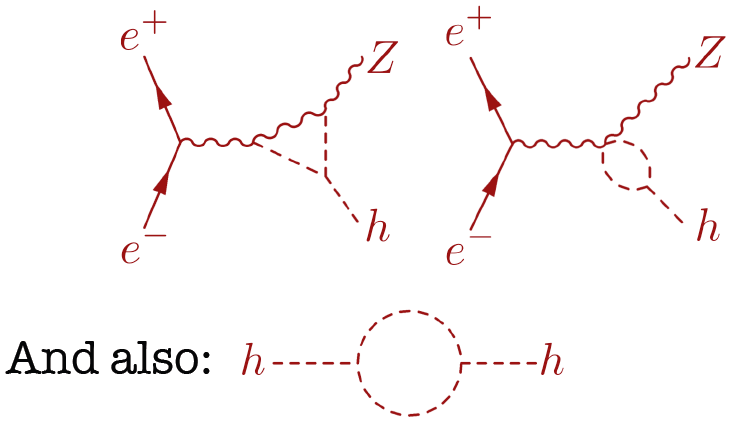 e⁺ Z e⁺ Z
e⁻ h e⁻ h
And also: h h